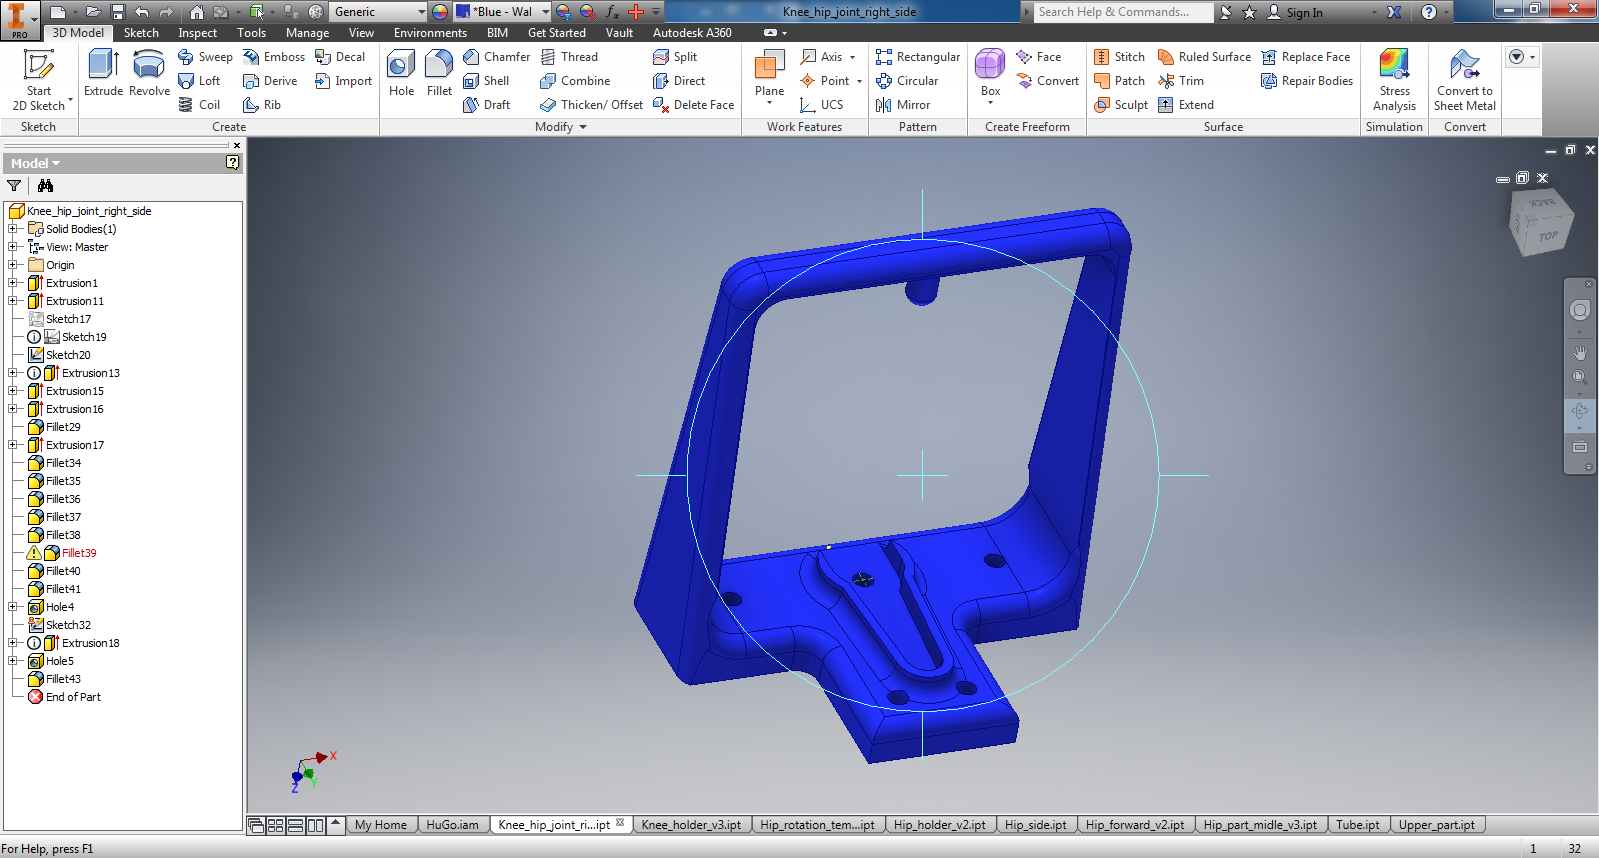 I PRO
Generic
*Blue - Wal
fx
Knee_hip_joint_right_side
Search Help & Commands...
Sign In
3D Model Sketch Inspect Tools Manage View Environments BIM Get Started Vault Autodesk A360
Start 2D Sketch
Extrude Revolve
Sweep Emboss Decal
Loft Derive Import
Coil Rib
Hole Fillet
Chamfer Thread Split
Shell Combine Direct
Draft Thicken/ Offset Delete Face
Plane
Axis
Point
UCS
Rectangular
Circular
Mirror
Box
Face
Convert
Stitch Ruled Surface Replace Face
Patch Trim Repair Bodies
Sculpt Extend
Stress Analysis
Convert to Sheet Metal
Sketch Create Modify Work Features Pattern Create Freeform Surface Simulation Convert
Model
Knee_hip_joint_right_side
Solid Bodies(1)
View: Master
Origin
Extrusion1
Extrusion11
Sketch17
Sketch19
Sketch20
Extrusion13
Extrusion15
Extrusion16
Fillet29
Extrusion17
Fillet34
Fillet35
Fillet36
Fillet37
Fillet38
Fillet39
Fillet40
Fillet41
Hole4
Sketch32
Extrusion18
Hole5
Fillet43
End of Part
BACK
TOP
X
Y
Z
My Home HuGo.iam Knee_hip_joint_ri...ipt Knee_holder_v3.ipt Hip_rotation_tem...ipt Hip_holder_v2.ipt Hip_side.ipt Hip_forward_v2.ipt Hip_part_midle_v3.ipt Tube.ipt Upper_part.ipt
For Help, press F1
1 32